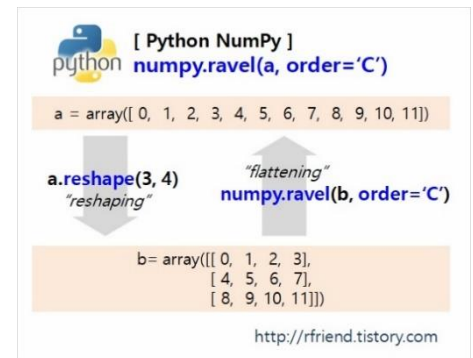 [ Python NumPy ]
python numpy.ravel(a, order=‘C’)
a = array([ 0, 1, 2, 3, 4, 5, 6, 7, 8, 9, 10, 11])
a.reshape(3, 4)
“reshaping”
“flattening”
numpy.ravel(b, order=‘C’)
b= array([[ 0, 1, 2, 3],
[ 4, 5, 6, 7],
[ 8, 9, 10, 11]])
http://rfriend.tistory.com